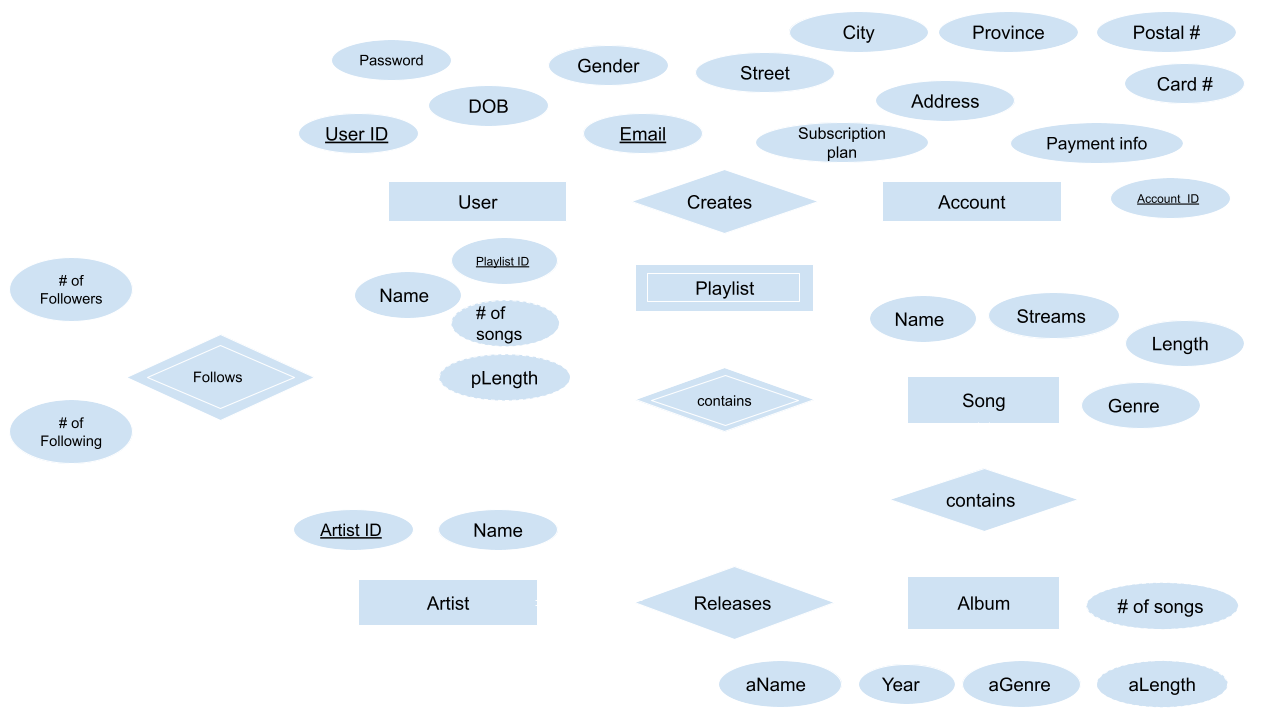 City
Province
Postal #
Password
Gender
Street
Card #
DOB
Address
User ID
Email
Subscription
plan
Payment info
User
Creates
Account
Account_ID
Playlist ID
# of
Followers
Name
Playlist
# of
songs
Name
Streams
Length
Follows
pLength
contains
Song
Genre
# of
Following
contains
Artist ID
Name
Artist
Releases
Album
# of songs
aName
Year
aGenre
aLength